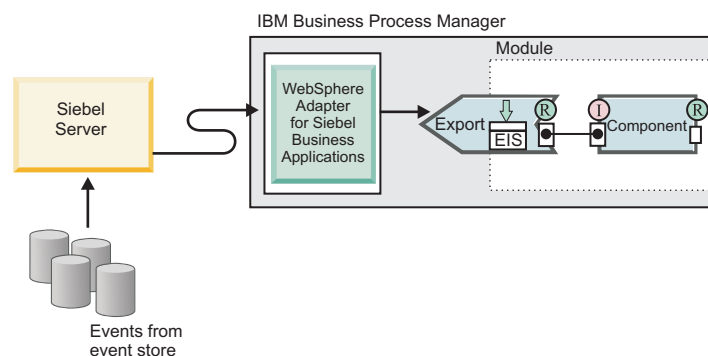 IBM Business Process Manager
Module
Siebel
Server
WebSphere
Adapter
for Siebel
Business
Applications
Export
EIS
R
I
Component
R
Events from
event store